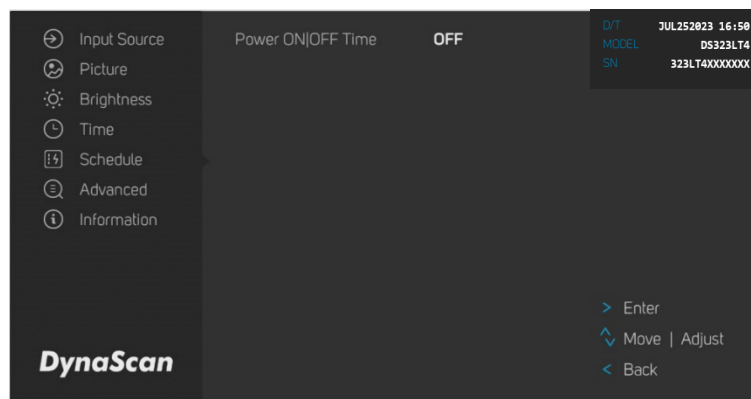 Input Source
Picture
Brightness
Time
Schedule
Advanced
Information
DynaScan
Power ON|OFF Time OFF
D/T JUL252023 16:50
MODEL DS323LT4
SN 323LT4XXXXXXX
> Enter
Move | Adjust
< Back